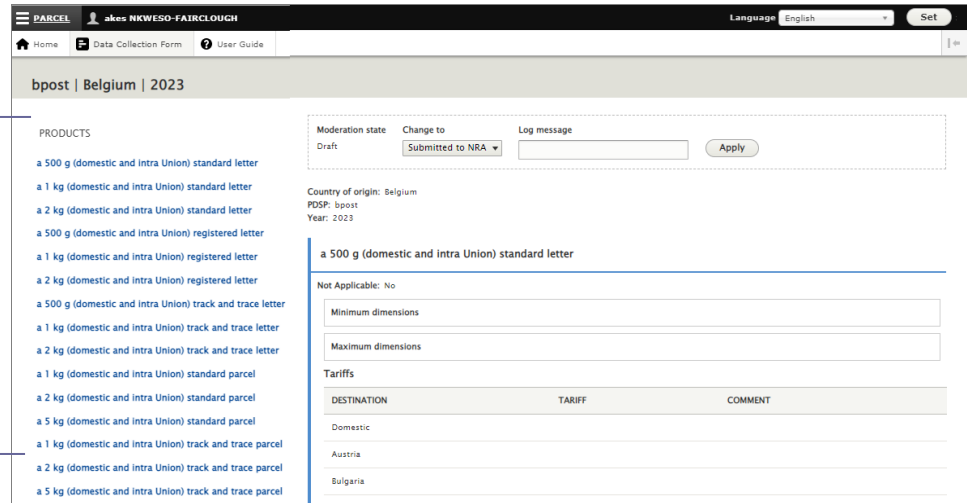 PARCEL akes NKWESO-FAIRCLOUGH Language English Set
Home Data Collection Form User Guide
bpost | Belgium | 2023
PRODUCTS
a 500 g (domestic and intra Union) standard letter
a 1 kg (domestic and intra Union) standard letter
a 2 kg (domestic and intra Union) standard letter
a 500 g (domestic and intra Union) registered letter
a 1 kg (domestic and intra Union) registered letter
a 2 kg (domestic and intra Union) registered letter
a 500 g (domestic and intra Union) track and trace letter
a 1 kg (domestic and intra Union) track and trace letter
a 2 kg (domestic and intra Union) track and trace letter
a 1 kg (domestic and intra Union) standard parcel
a 2 kg (domestic and intra Union) standard parcel
a 5 kg (domestic and intra Union) standard parcel
a 1 kg (domestic and intra Union) track and trace parcel
a 2 kg (domestic and intra Union) track and trace parcel
a 5 kg (domestic and intra Union) track and trace parcel
Moderation state Change to Log message
Draft Submitted to NRA Apply
Country of origin: Belgium
PDSP: bpost
Year: 2023
a 500 g (domestic and intra Union) standard letter
Not Applicable: No
Minimum dimensions
Maximum dimensions
Tariffs
DESTINATION TARIFF COMMENT
Domestic
Austria
Bulgaria